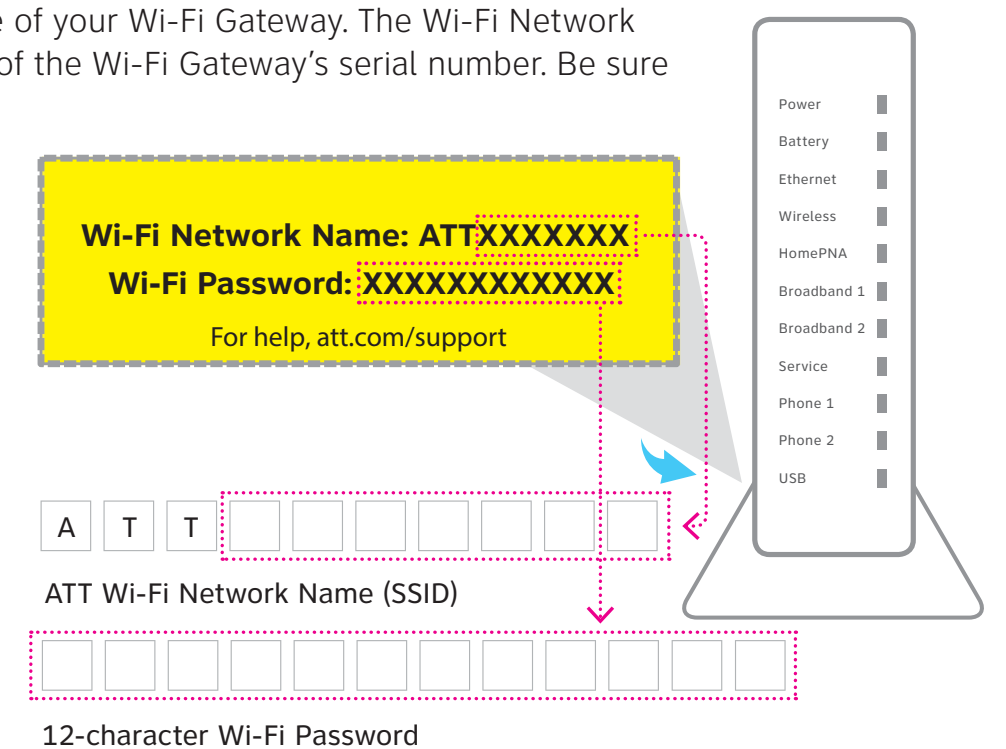 e of your Wi-Fi Gateway. The Wi-Fi Network
of the Wi-Fi Gateway's serial number. Be sure
Wi-Fi Network Name: ATTXXXXXXX
Wi-Fi Password: XXXXXXXXXXXX
For help, att.com/support
Power
Battery
Ethernet
Wireless
HomePNA
Broadband 1
Broadband 2
Service
Phone 1
Phone 2
USB
A T T
ATT Wi-Fi Network Name (SSID)
12-character Wi-Fi Password